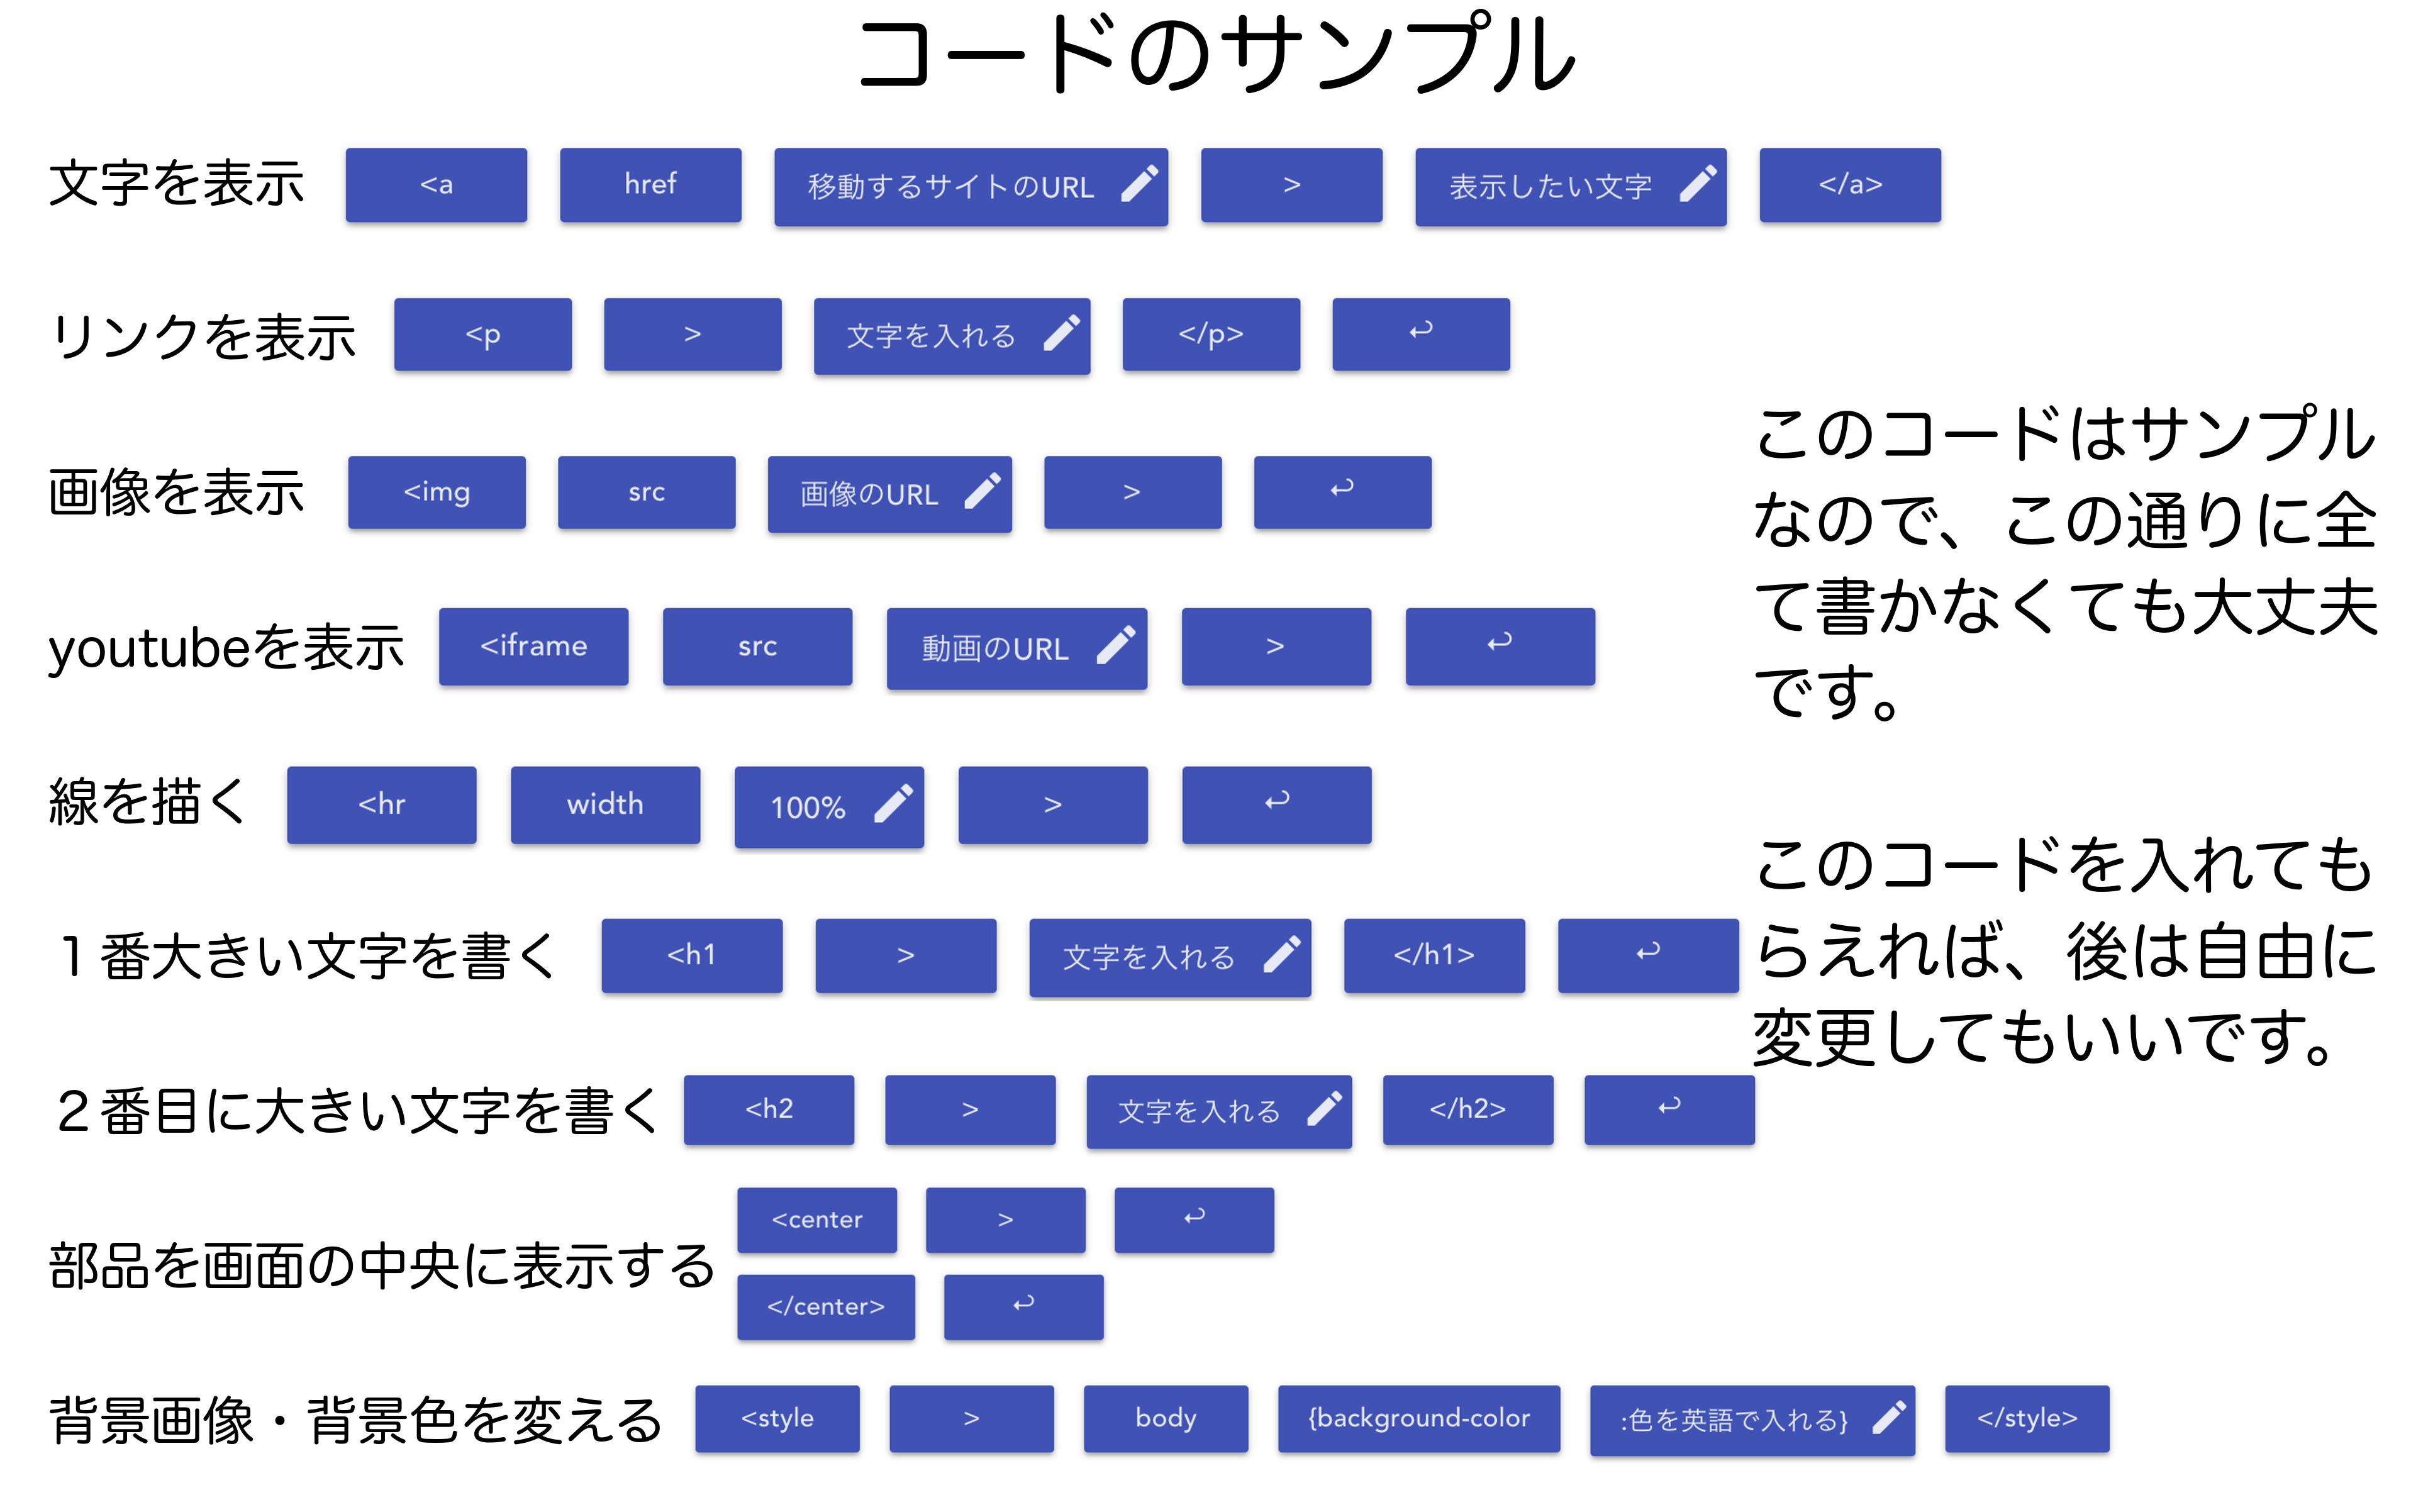 コードのサンプル
文字を表示 <a href 移動するサイトのURL > 表示したい文字 </a>
リンクを表示 <p > 文字を入れる </p> ↩
画像を表示 <img src 画像のURL > ↩
youtubeを表示 <iframe src 動画のURL > ↩
線を描く <hr width 100% > ↩
１番大きい文字を書く <h1 > 文字を入れる </h1> ↩
２番目に大きい文字を書く <h2 > 文字を入れる </h2> ↩
部品を画面の中央に表示する <center > ↩
</center> ↩
背景画像・背景色を変える <style > body {background-color :色を英語で入れる} </style>
このコードはサンプル
なので、この通りに全
て書かなくても大丈夫
です。
このコードを入れても
らえれば、後は自由に
変更してもいいです。